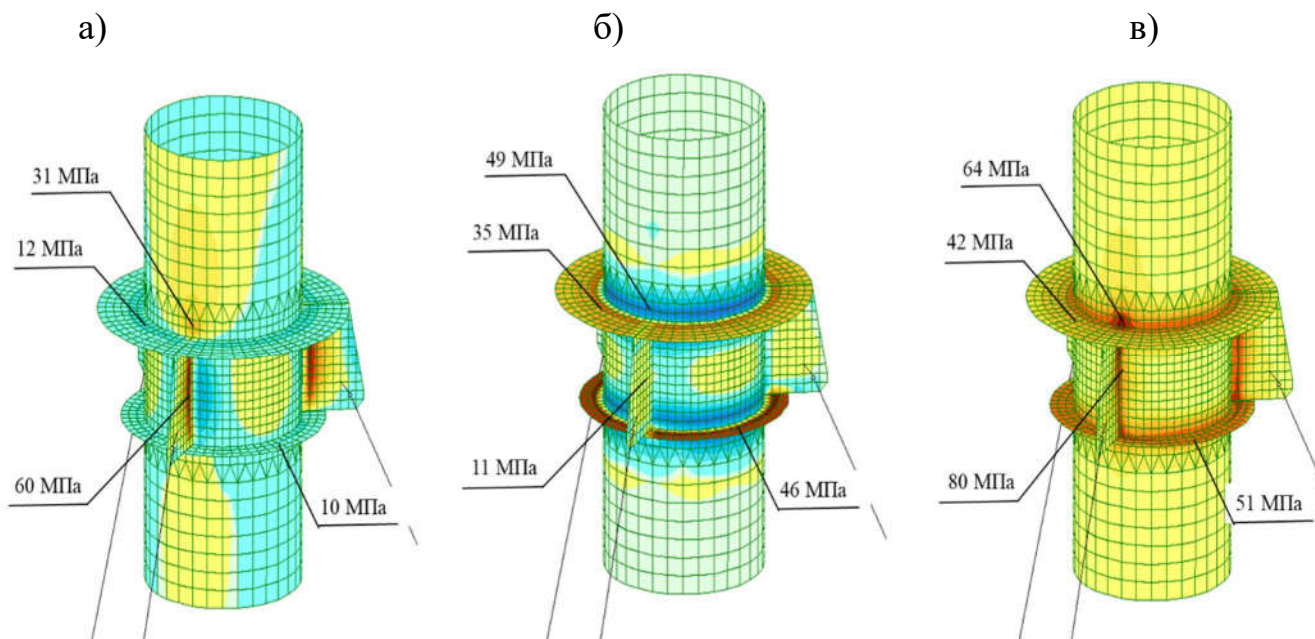 а)
31 МПа
12 МПа
60 МПа
10 МПа
б)
49 МПа
35 МПа
11 МПа
46 МПа
в)
64 МПа
42 МПа
80 МПа
51 МПа